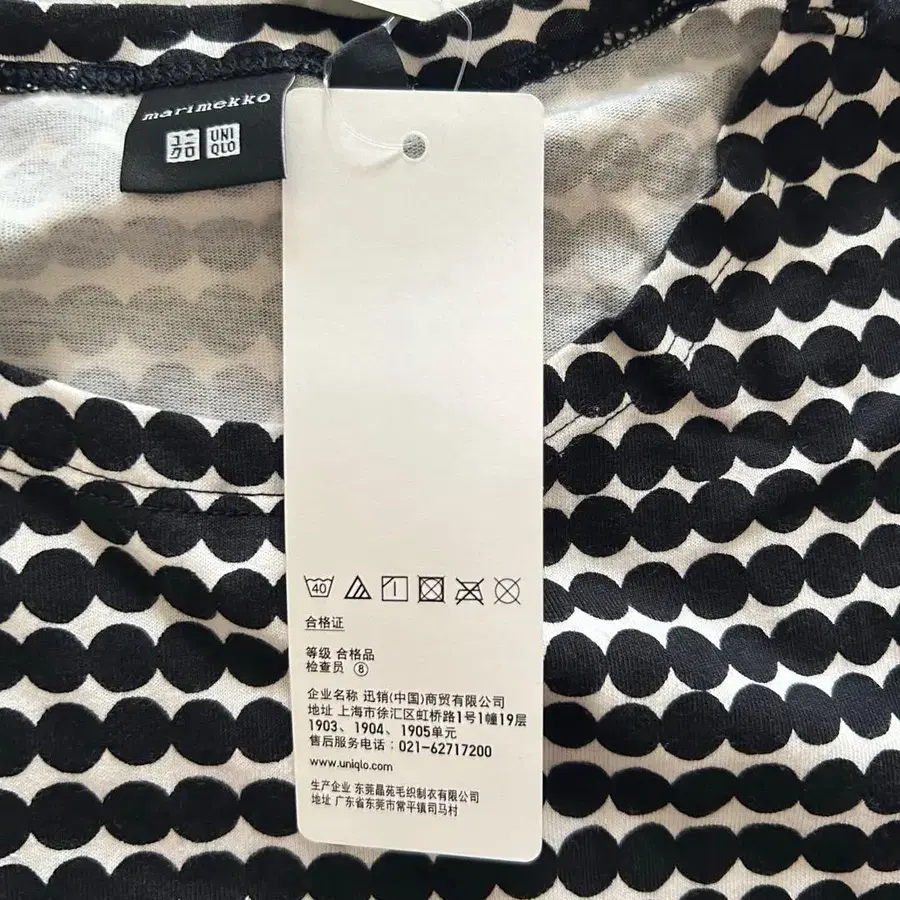 marimekko
ユニ
クロ
UNI
QLO
40
合格证
等级 合格品
检查员 ⑧
企业名称 迅销(中国)商贸有限公司
地址 上海市徐汇区虹桥路1号1幢19层
1903、1904、1905单元
售后服务电话：021-62717200
www.uniqlo.com
生产企业 东莞晶苑毛织制衣有限公司
地址 广东省东莞市常平镇司马村